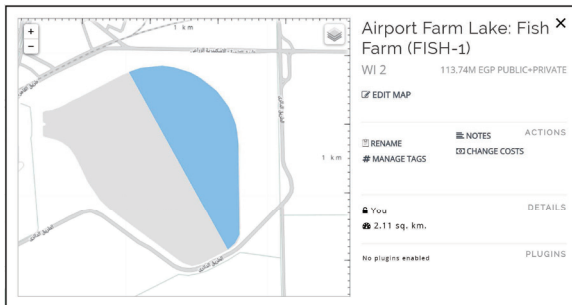 +
−
1 km
1 km
Airport Farm Lake: Fish Farm (FISH-1)
×
WI 2
113.74M EGP PUBLIC+PRIVATE
EDIT MAP
ACTIONS
RENAME
NOTES
# MANAGE TAGS
CHANGE COSTS
DETAILS
You
2.11 sq. km.
PLUGINS
No plugins enabled